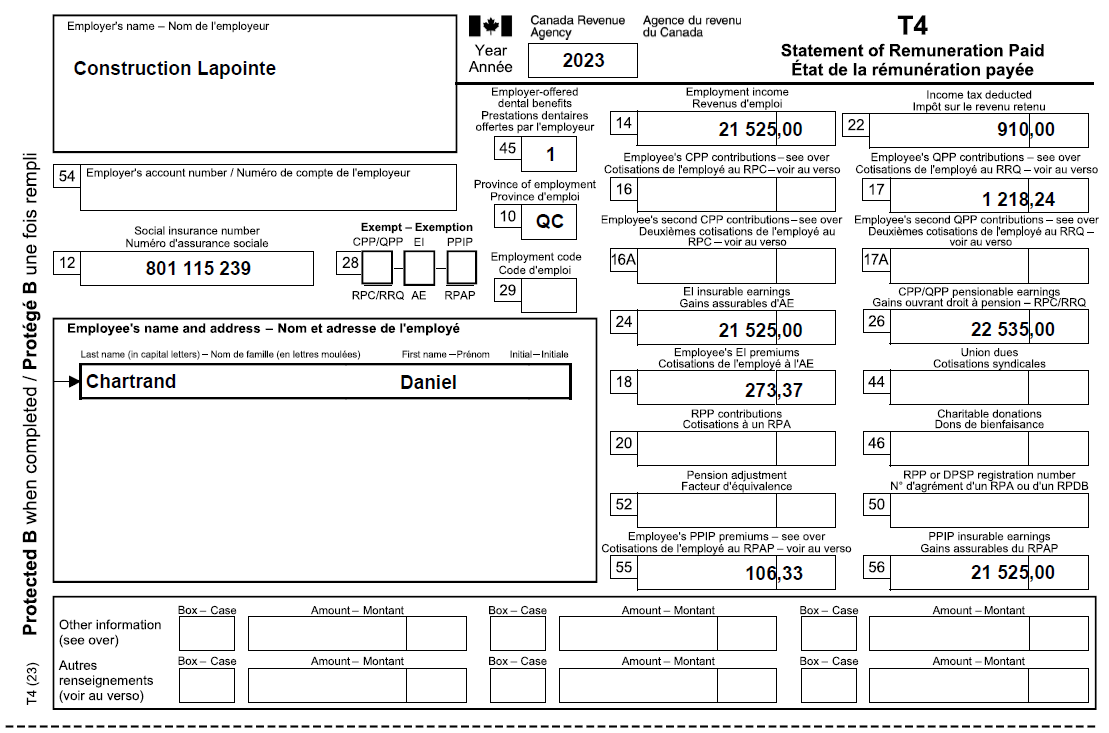 Employer's name – Nom de l'employeur
Construction Lapointe
Canada Revenue Agency
Agence du revenu du Canada
Year
Année
2023
T4
Statement of Remuneration Paid
État de la rémunération payée
Employer-offered dental benefits
Prestations dentaires offertes par l'employeur
45
1
Employment income
Revenus d'emploi
14
21 525,00
Income tax deducted
Impôt sur le revenu retenu
22
910,00
54
Employer's account number / Numéro de compte de l'employeur
Province of employment
Province d'emploi
10
QC
Employee's CPP contributions – see over
Cotisations de l'employé au RPC – voir au verso
16
Employee's QPP contributions – see over
Cotisations de l'employé au RRQ – voir au verso
17
1 218,24
Social insurance number
Numéro d'assurance sociale
12
801 115 239
Exempt – Exemption
CPP/QPP EI PPIP
28
RPC/RRQ AE RPAP
Employment code
Code d'emploi
29
Employee's second CPP contributions – see over
Deuxièmes cotisations de l'employé au
RPC – voir au verso
16A
Employee's second QPP contributions – see over
Deuxièmes cotisations de l'employé au RRQ –
voir au verso
17A
EI insurable earnings
Gains assurables d'AE
24
21 525,00
CPP/QPP pensionable earnings
Gains ouvrant droit à pension – RPC/RRQ
26
22 535,00
Employee's name and address – Nom et adresse de l'employé
Last name (in capital letters) – Nom de famille (en lettres moulées) First name – Prénom Initial – Initiale
Chartrand Daniel
Employee's EI premiums
Cotisations de l'employé à l'AE
18
273,37
Union dues
Cotisations syndicales
44
RPP contributions
Cotisations à un RPA
20
Charitable donations
Dons de bienfaisance
46
Pension adjustment
Facteur d'équivalence
52
RPP or DPSP registration number
N° d'agrément d'un RPA ou d'un RPDB
50
Employee's PPIP premiums – see over
Cotisations de l'employé au RPAP – voir au verso
55
106,33
PPIP insurable earnings
Gains assurables du RPAP
56
21 525,00
Other information
(see over)
Box – Case Amount – Montant Box – Case Amount – Montant Box – Case Amount – Montant
Autres
renseignements
(voir au verso)
Box – Case Amount – Montant Box – Case Amount – Montant Box – Case Amount – Montant
Protected B when completed / Protégé B une fois rempli
T4 (23)